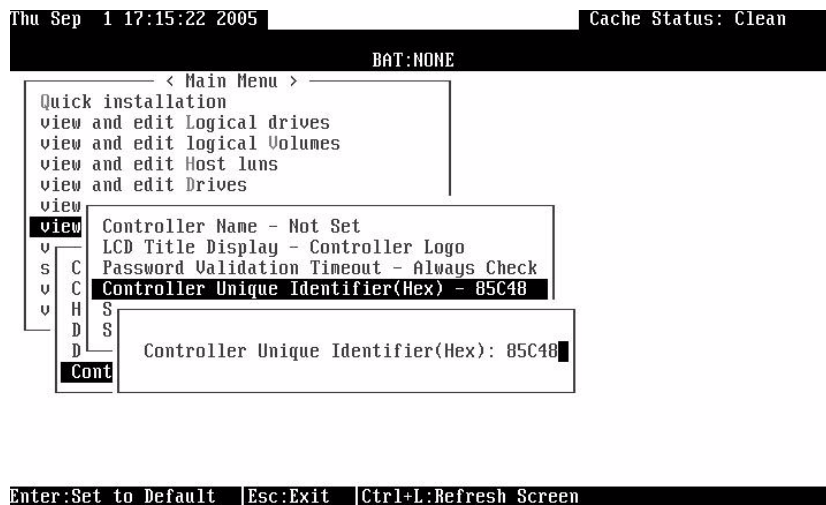 Thu Sep  1 17:15:22 2005 Cache Status: Clean
BAT:NONE
< Main Menu >
Quick installation
view and edit Logical drives
view and edit logical Volumes
view and edit Host luns
view and edit Drives
view
view Controller Name - Not Set
v LCD Title Display - Controller Logo
s C Password Validation Timeout - Always Check
v C Controller Unique Identifier(Hex) - 85C48
v H S
D S
D Controller Unique Identifier(Hex): 85C48
Cont
Enter:Set to Default |Esc:Exit |Ctrl+L:Refresh Screen